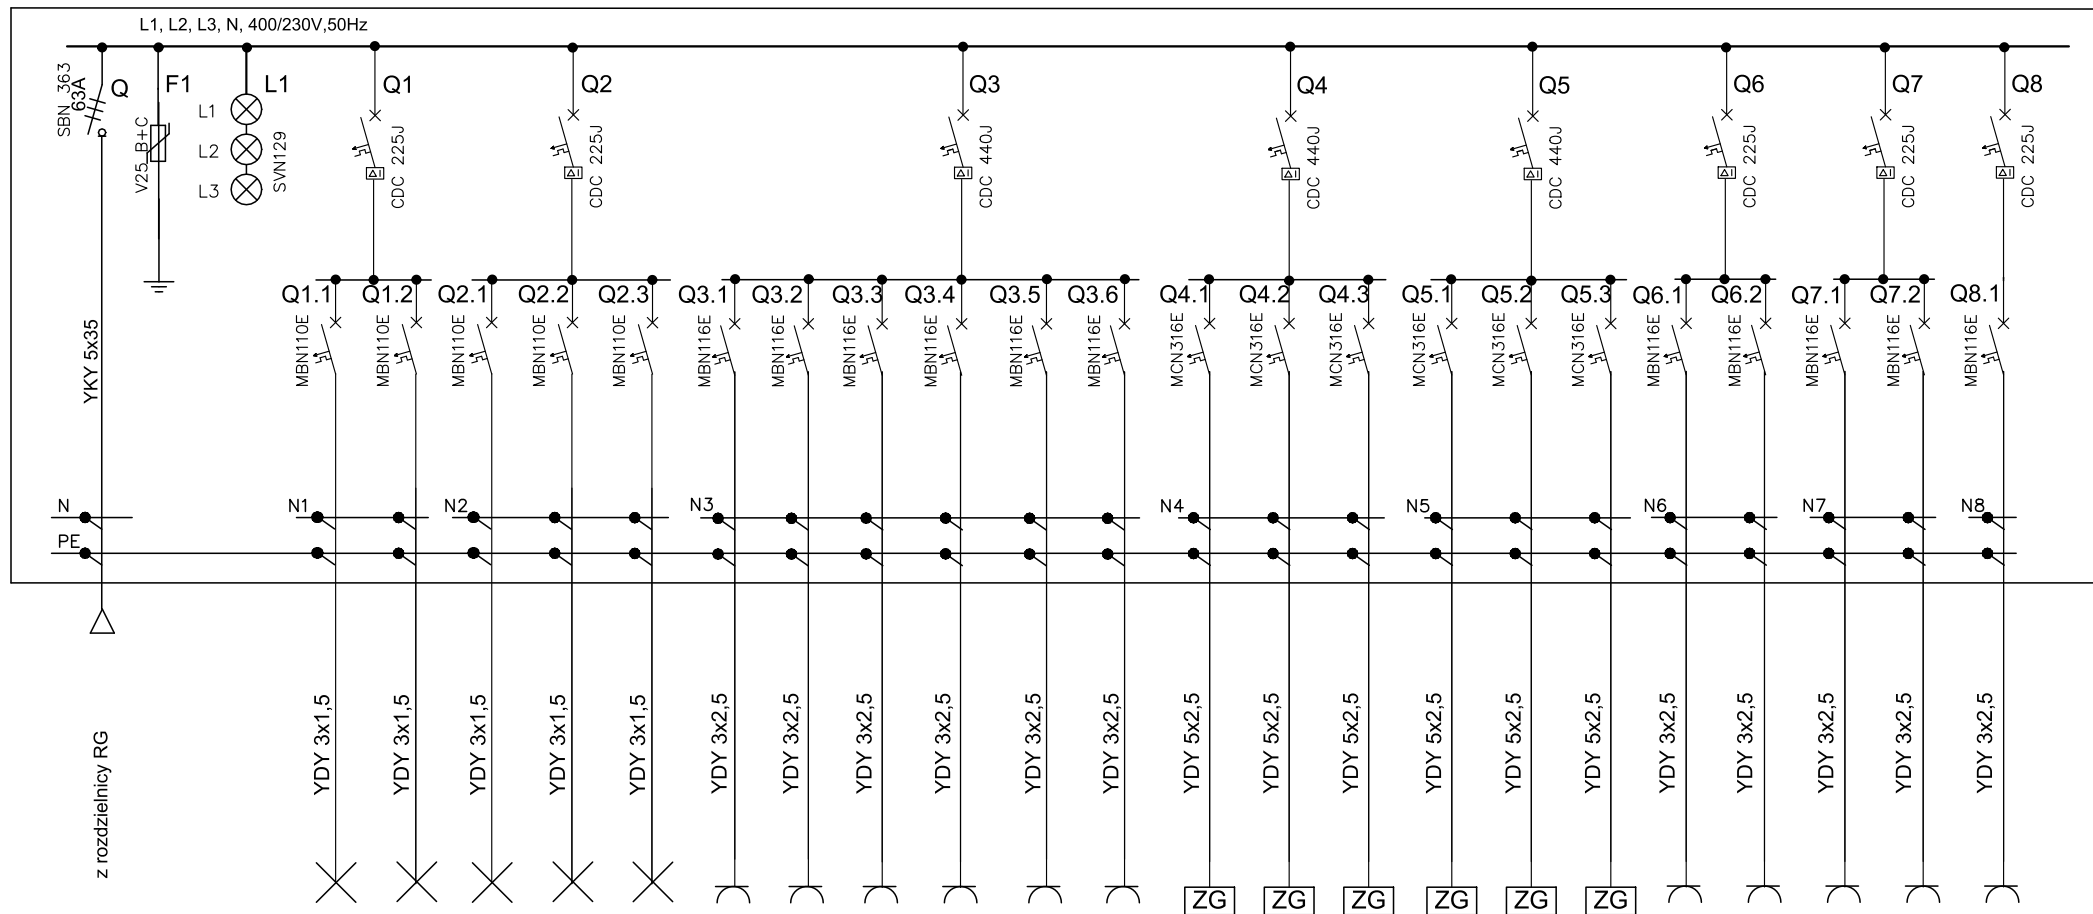 L1, L2, L3, N, 400/230V,50Hz
SBN 363
63A
Q
F1
V25 B+C
L1
L1
L2
L3
SVN129
Q1
CDC 225J
Q2
CDC 225J
Q3
CDC 440J
Q4
CDC 440J
Q5
CDC 440J
Q6
CDC 225J
Q7
CDC 225J
Q8
CDC 225J
Q1.1
Q1.2
Q2.1
Q2.2
Q2.3
Q3.1
Q3.2
Q3.3
Q3.4
Q3.5
Q3.6
Q4.1
Q4.2
Q4.3
Q5.1
Q5.2
Q5.3
Q6.1
Q6.2
Q7.1
Q7.2
Q8.1
MBN110E
MBN110E
MBN110E
MBN110E
MBN110E
MBN116E
MBN116E
MBN116E
MBN116E
MBN116E
MBN116E
MCN316E
MCN316E
MCN316E
MCN316E
MCN316E
MCN316E
MBN116E
MBN116E
MBN116E
MBN116E
MBN116E
YKY 5x35
N
N1
N2
N3
N4
N5
N6
N7
N8
PE
z rozdzielnicy RG
YDY 3x1,5
YDY 3x1,5
YDY 3x1,5
YDY 3x1,5
YDY 3x1,5
YDY 3x2,5
YDY 3x2,5
YDY 3x2,5
YDY 3x2,5
YDY 3x2,5
YDY 3x2,5
YDY 5x2,5
YDY 5x2,5
YDY 5x2,5
YDY 5x2,5
YDY 5x2,5
YDY 5x2,5
YDY 3x2,5
YDY 3x2,5
YDY 3x2,5
YDY 3x2,5
YDY 3x2,5
ZG
ZG
ZG
ZG
ZG
ZG